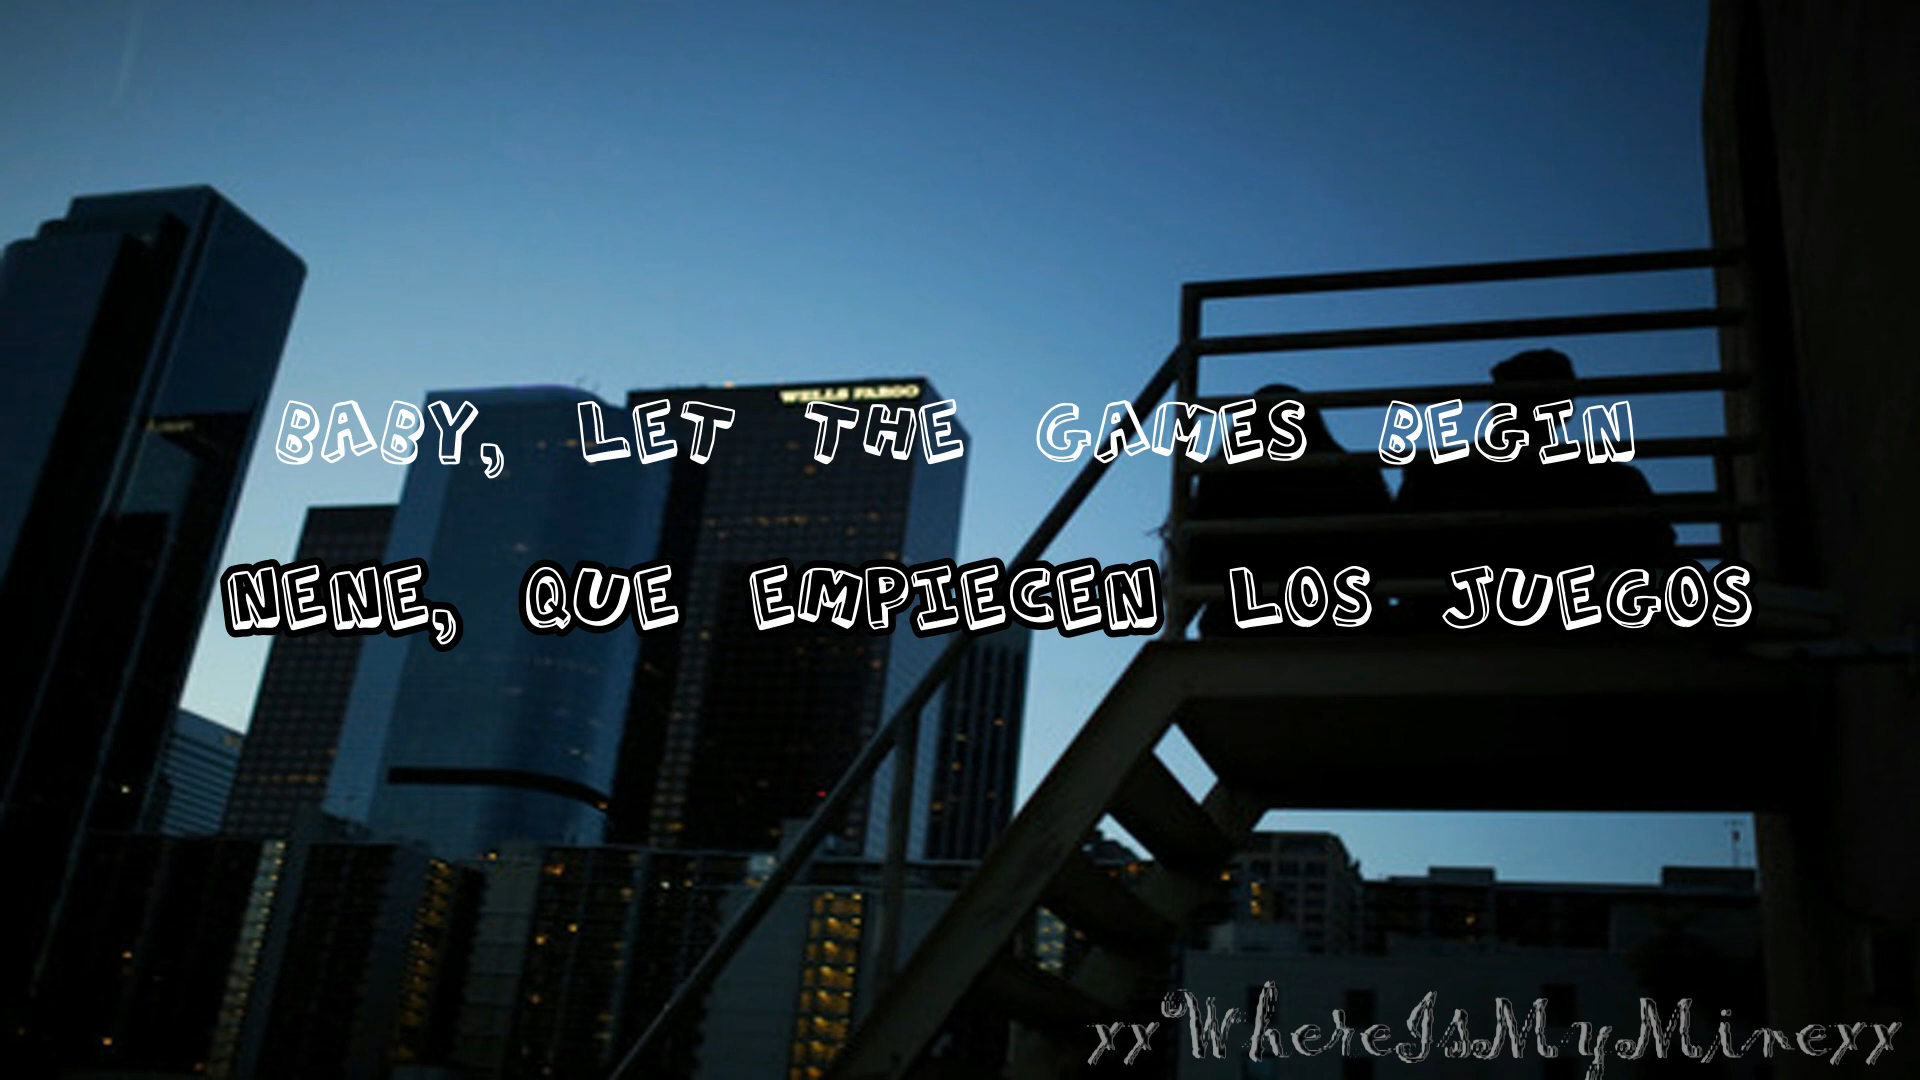 WELLS FARGO
BABY, LET THE GAMES BEGIN
NENE, QUE EMPIECEN LOS JUEGOS
xxWhereIsMyMinexx